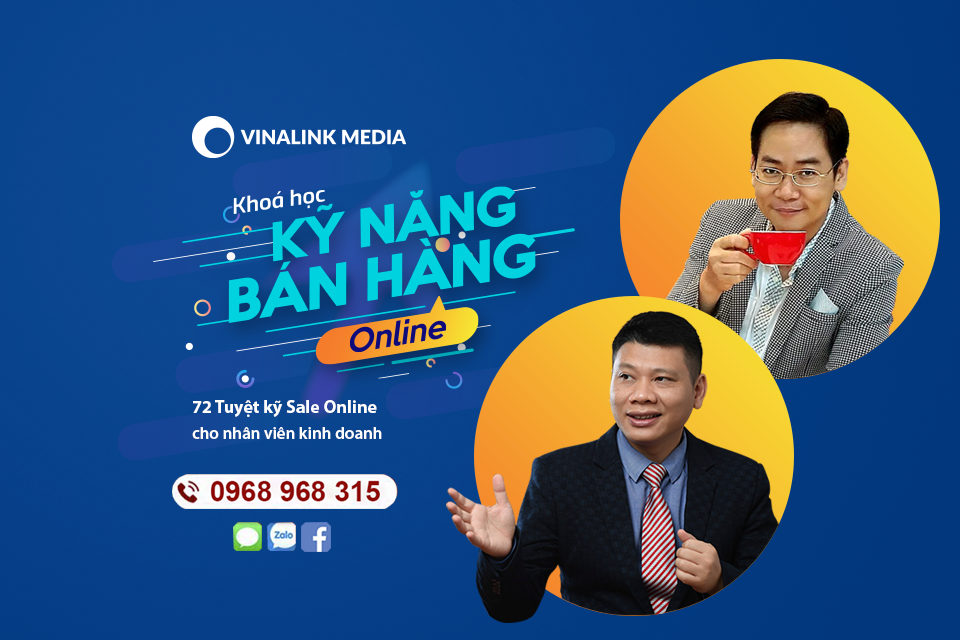 VINALINK MEDIA
Khoá học
KỸ NĂNG
BÁN HÀNG
Online
72 Tuyệt kỹ Sale Online
cho nhân viên kinh doanh
0968 968 315
Zalo
f